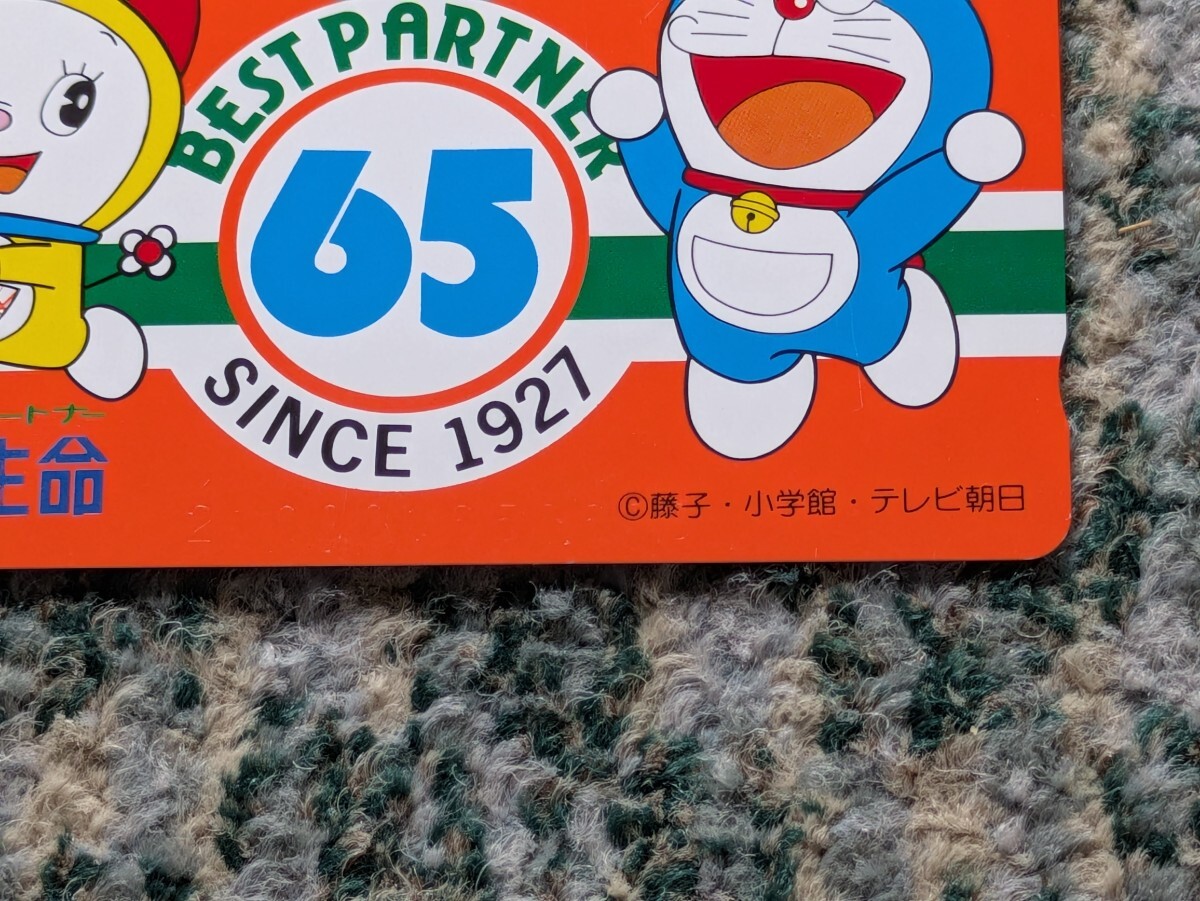 BEST PARTNER
65
SINCE 1927
ートナー
生命
©藤子・小学館・テレビ朝日